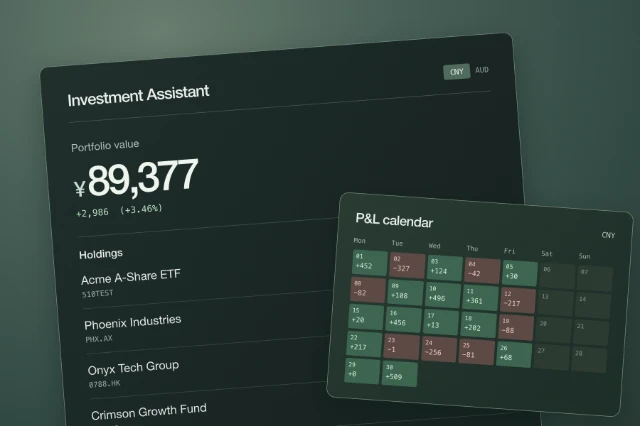 Investment Assistant
CNY AUD
Portfolio value
¥89,377
+2,986 (+3.46%)
Holdings
Acme A-Share ETF
510TEST
Phoenix Industries
PHX.AX
Onyx Tech Group
0788.HK
Crimson Growth Fund
P&L calendar
CNY
Mon Tue Wed Thu Fri Sat Sun
01 02 03 04 05 06 07
+452 −327 +124 −42 +30
08 09 10 11 12 13 14
−82 +108 +496 +361 −217
15 16 17 18 19 20 21
+20 +456 +13 +202 −88
22 23 24 25 26 27 28
+217 −1 −256 −81 +68
29 30
+0 +509